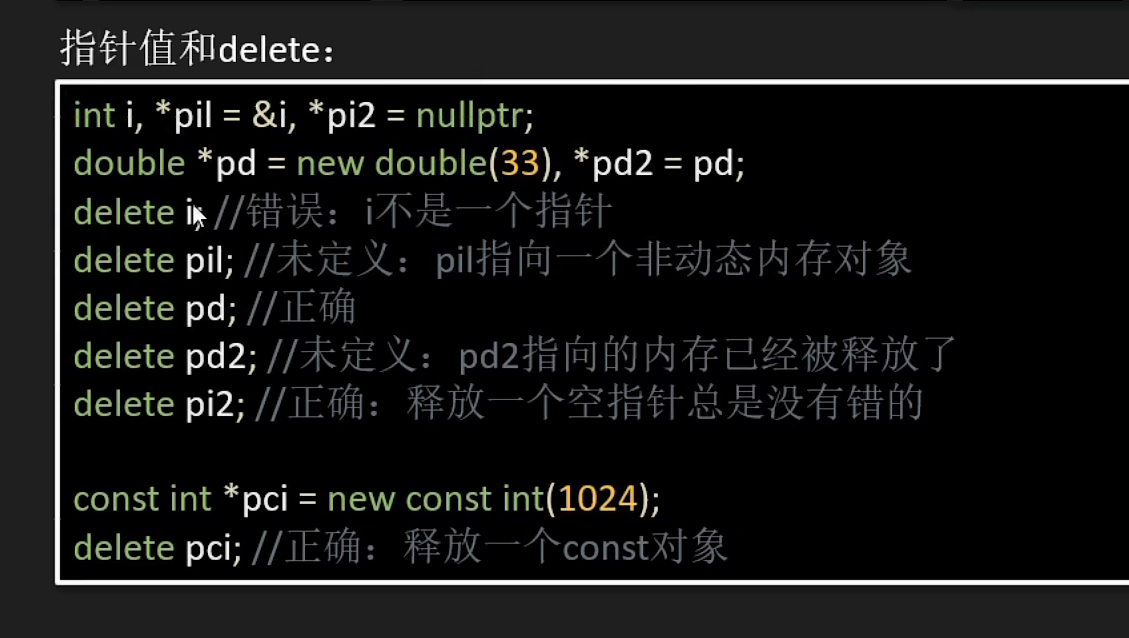 指针值和delete:
int i, *pil = &i, *pi2 = nullptr;
double *pd = new double(33), *pd2 = pd;
delete i; //错误：i不是一个指针
delete pil; //未定义：pil指向一个非动态内存对象
delete pd; //正确
delete pd2; //未定义：pd2指向的内存已经被释放了
delete pi2; //正确：释放一个空指针总是没有错的
const int *pci = new const int(1024);
delete pci; //正确：释放一个const对象